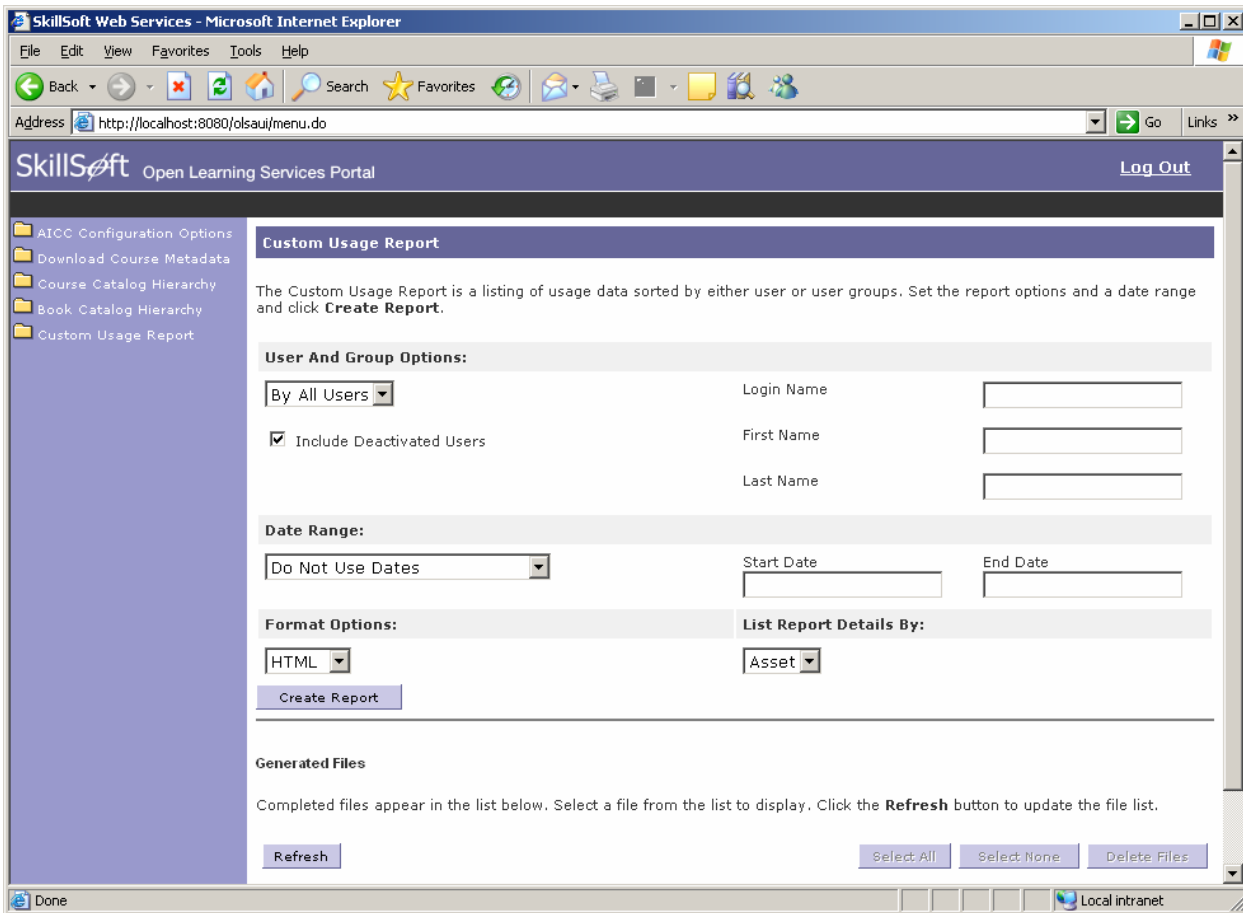 SkillSoft Web Services - Microsoft Internet Explorer
File Edit View Favorites Tools Help
Back Search Favorites
Address http://localhost:8080/olsaui/menu.do Go Links »
SkillSøft Open Learning Services Portal Log Out
AICC Configuration Options
Download Course Metadata
Course Catalog Hierarchy
Book Catalog Hierarchy
Custom Usage Report
Custom Usage Report
The Custom Usage Report is a listing of usage data sorted by either user or user groups. Set the report options and a date range
and click Create Report.
User And Group Options:
By All Users Login Name
Include Deactivated Users First Name
Last Name
Date Range:
Do Not Use Dates Start Date End Date
Format Options: List Report Details By:
HTML Asset
Create Report
Generated Files
Completed files appear in the list below. Select a file from the list to display. Click the Refresh button to update the file list.
Refresh Select All Select None Delete Files
Done Local intranet